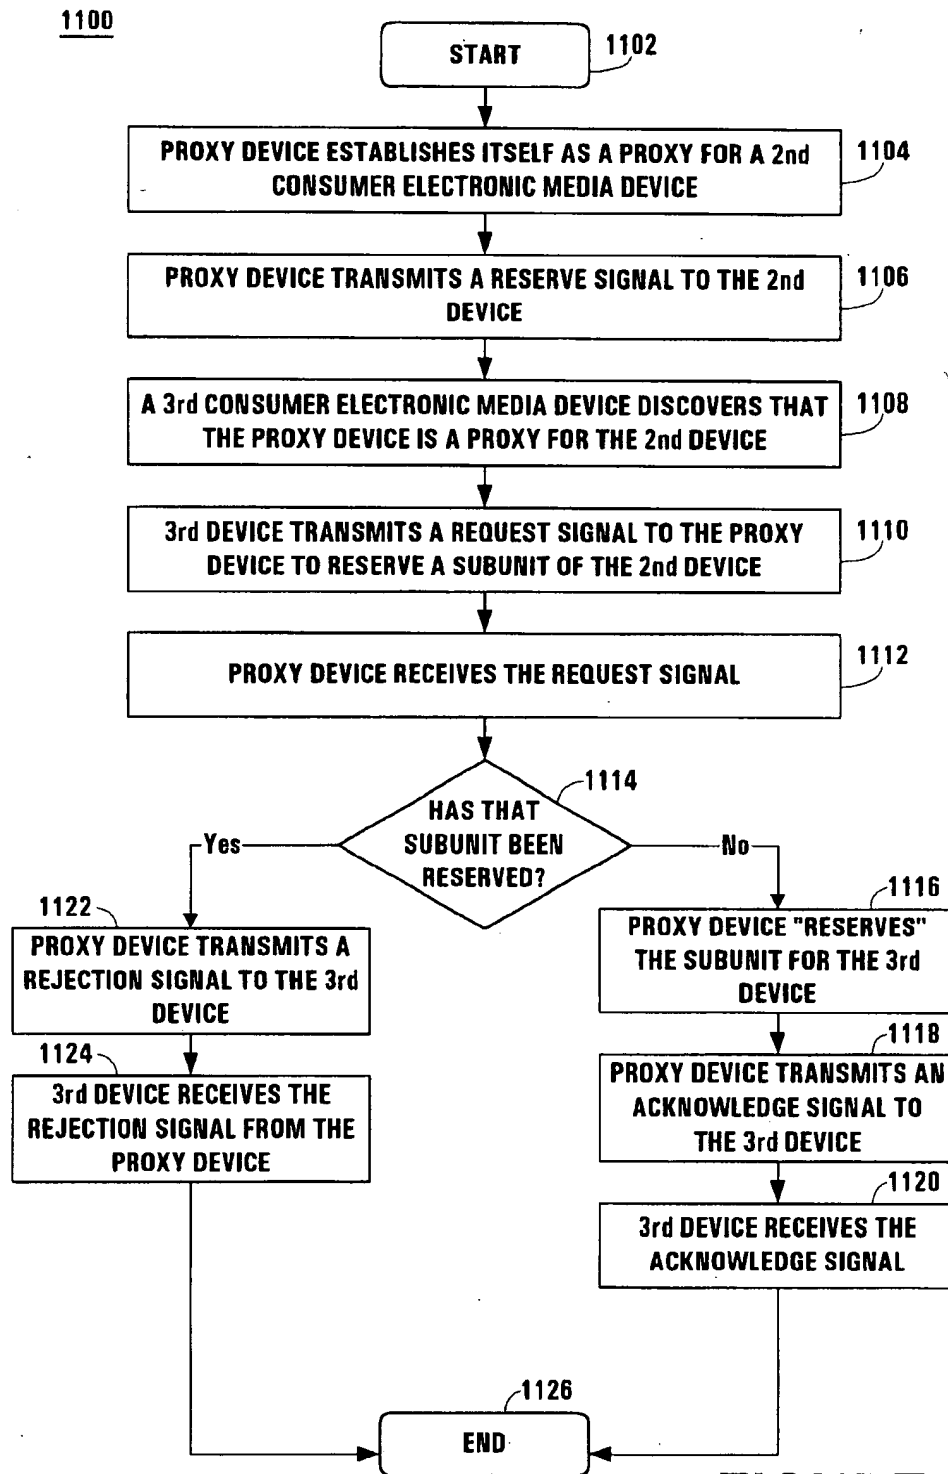 1100
START
1102
PROXY DEVICE ESTABLISHES ITSELF AS A PROXY FOR A 2nd
CONSUMER ELECTRONIC MEDIA DEVICE
1104
PROXY DEVICE TRANSMITS A RESERVE SIGNAL TO THE 2nd
DEVICE
1106
A 3rd CONSUMER ELECTRONIC MEDIA DEVICE DISCOVERS THAT
THE PROXY DEVICE IS A PROXY FOR THE 2nd DEVICE
1108
3rd DEVICE TRANSMITS A REQUEST SIGNAL TO THE PROXY
DEVICE TO RESERVE A SUBUNIT OF THE 2nd DEVICE
1110
PROXY DEVICE RECEIVES THE REQUEST SIGNAL
1112
HAS THAT
SUBUNIT BEEN
RESERVED?
1114
Yes
No
1122
PROXY DEVICE TRANSMITS A
REJECTION SIGNAL TO THE 3rd
DEVICE
1124
3rd DEVICE RECEIVES THE
REJECTION SIGNAL FROM THE
PROXY DEVICE
1116
PROXY DEVICE "RESERVES"
THE SUBUNIT FOR THE 3rd
DEVICE
1118
PROXY DEVICE TRANSMITS AN
ACKNOWLEDGE SIGNAL TO
THE 3rd DEVICE
1120
3rd DEVICE RECEIVES THE
ACKNOWLEDGE SIGNAL
1126
END